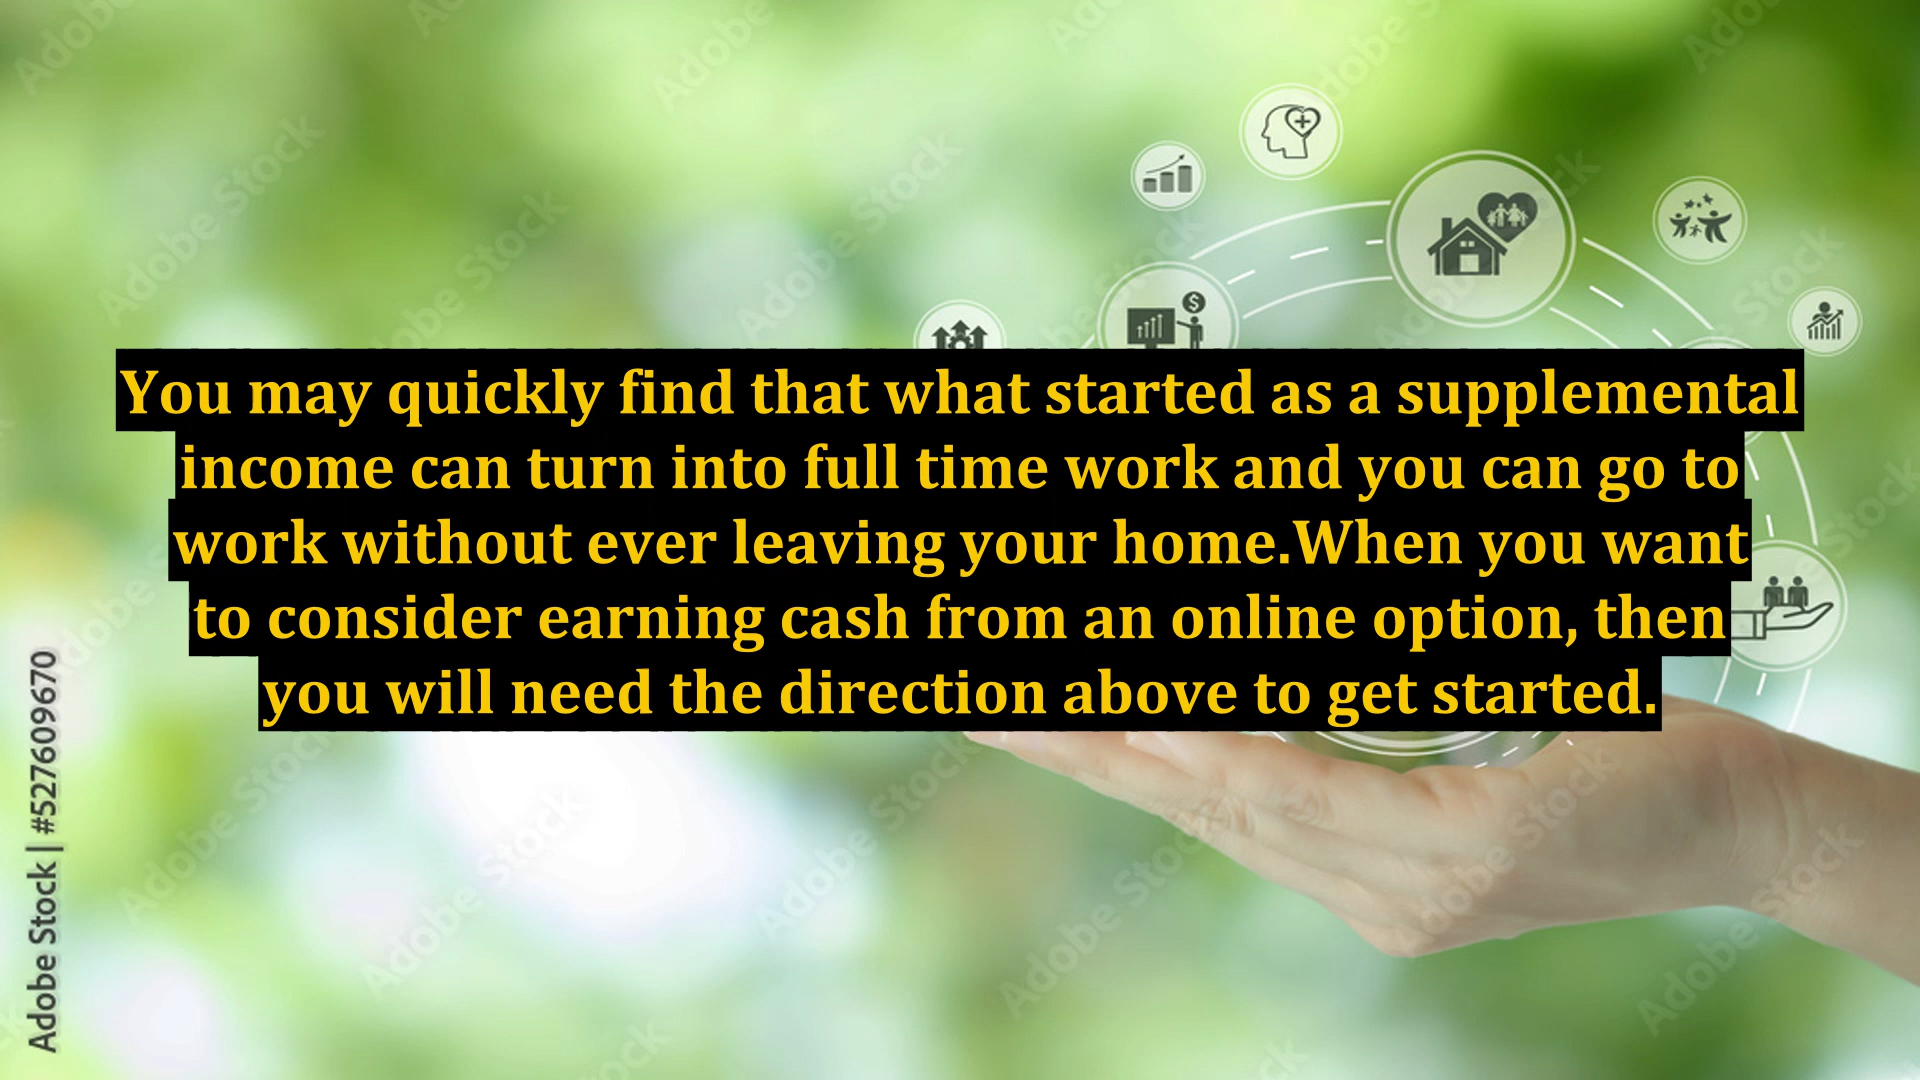 You may quickly find that what started as a supplemental
income can turn into full time work and you can go to
work without ever leaving your home.When you want
to consider earning cash from an online option, then
you will need the direction above to get started.
Adobe Stock | #527609670